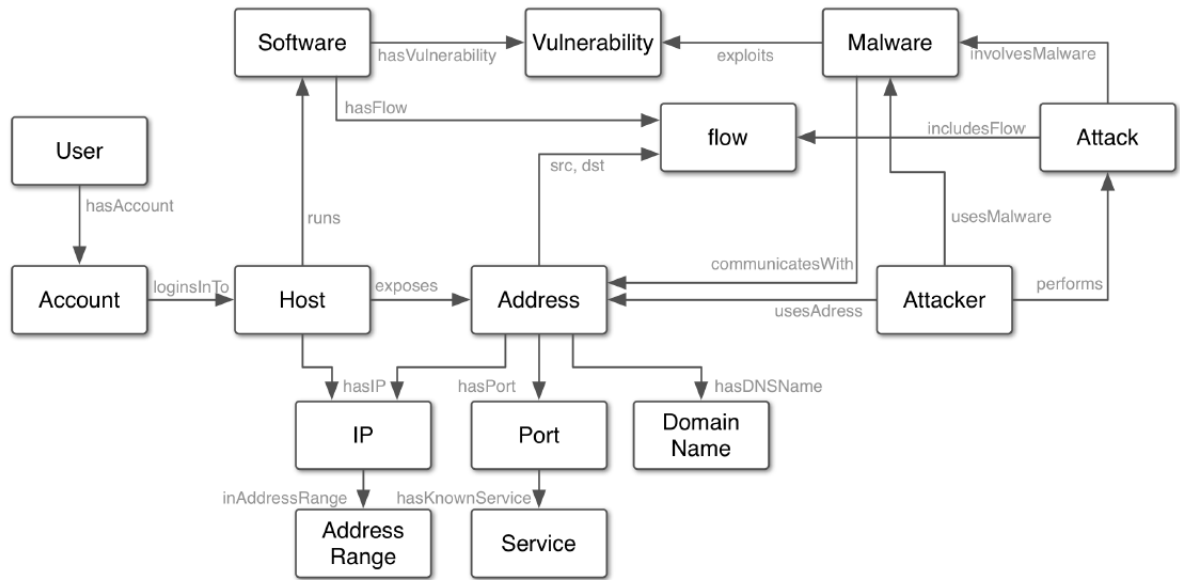 Software
hasVulnerability
Vulnerability
exploits
Malware
involvesMalware
hasFlow
flow
includesFlow
Attack
User
src, dst
hasAccount
runs
usesMalware
communicatesWith
Account
loginsInTo
Host
exposes
Address
usesAdress
Attacker
performs
hasIP
hasPort
hasDNSName
IP
Port
Domain
Name
inAddressRange
hasKnownService
Address
Range
Service